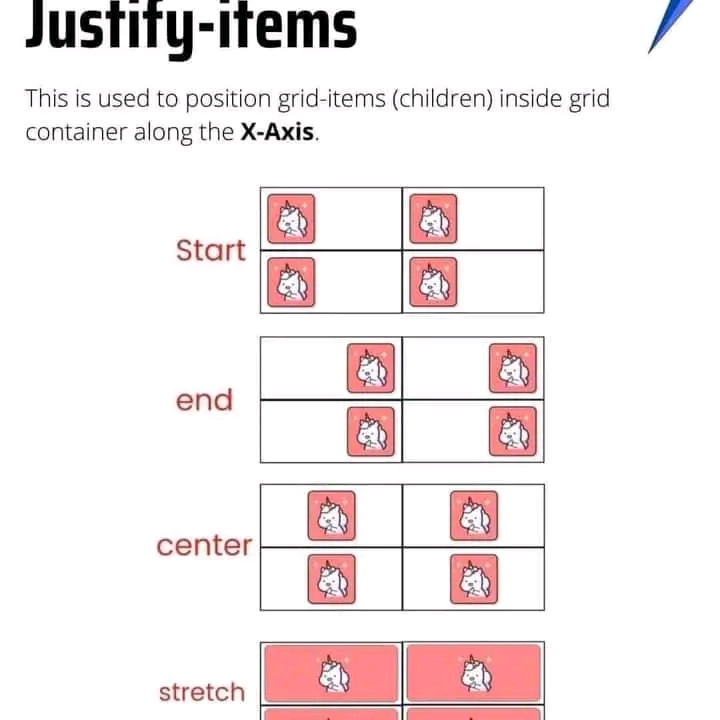 Justify-items
This is used to position grid-items (children) inside grid
container along the X-Axis.
Start
end
center
stretch